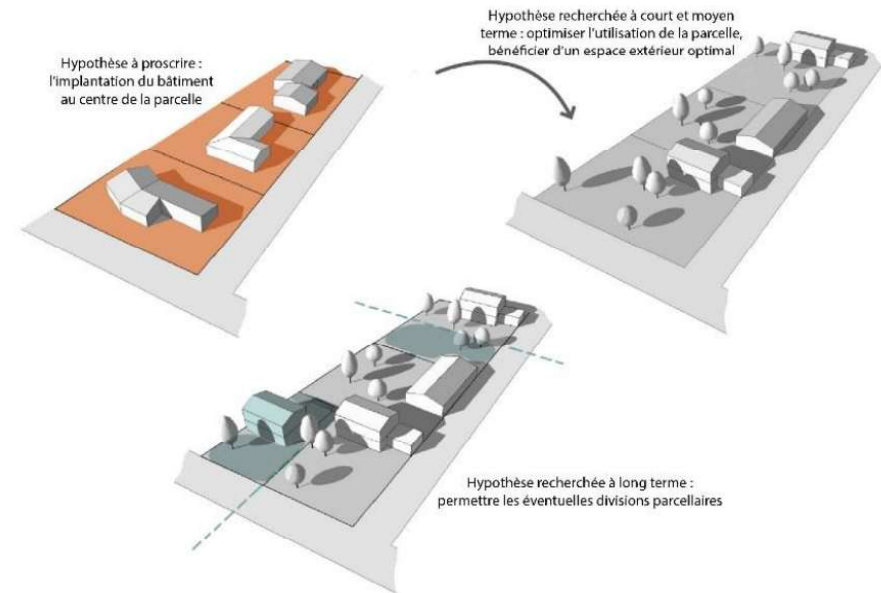 Hypothèse à proscrire :
l'implantation du bâtiment
au centre de la parcelle
Hypothèse recherchée à court et moyen
terme : optimiser l'utilisation de la parcelle,
bénéficier d'un espace extérieur optimal
Hypothèse recherchée à long terme :
permettre les éventuelles divisions parcellaires